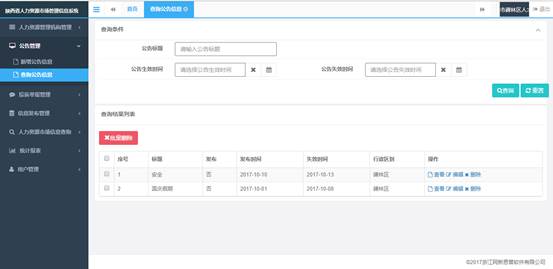 陕西省市场管理信息系统
首页
查询公告信息
市碑林区人力
退出
人力资源管理机构管理
公告管理
新增公告信息
查询公告信息
投诉举报管理
信息发布管理
人力资源市场信息查询
统计报表
用户管理
查询条件
公告标题 请输入公告标题
公告生效时间 请选择公告生效时间 公告失效时间 请选择公告失效时间
查询 重置
查询结果列表
批量删除
序号 标题 发布 发布时间 失效时间 行政区划 操作
1 安全 否 2017-10-10 2017-10-13 碑林区 查看 编辑 删除
2 国庆假期 否 2017-10-01 2017-10-08 碑林区 查看 编辑 删除
©2017浙江网新恩普软件有限公司